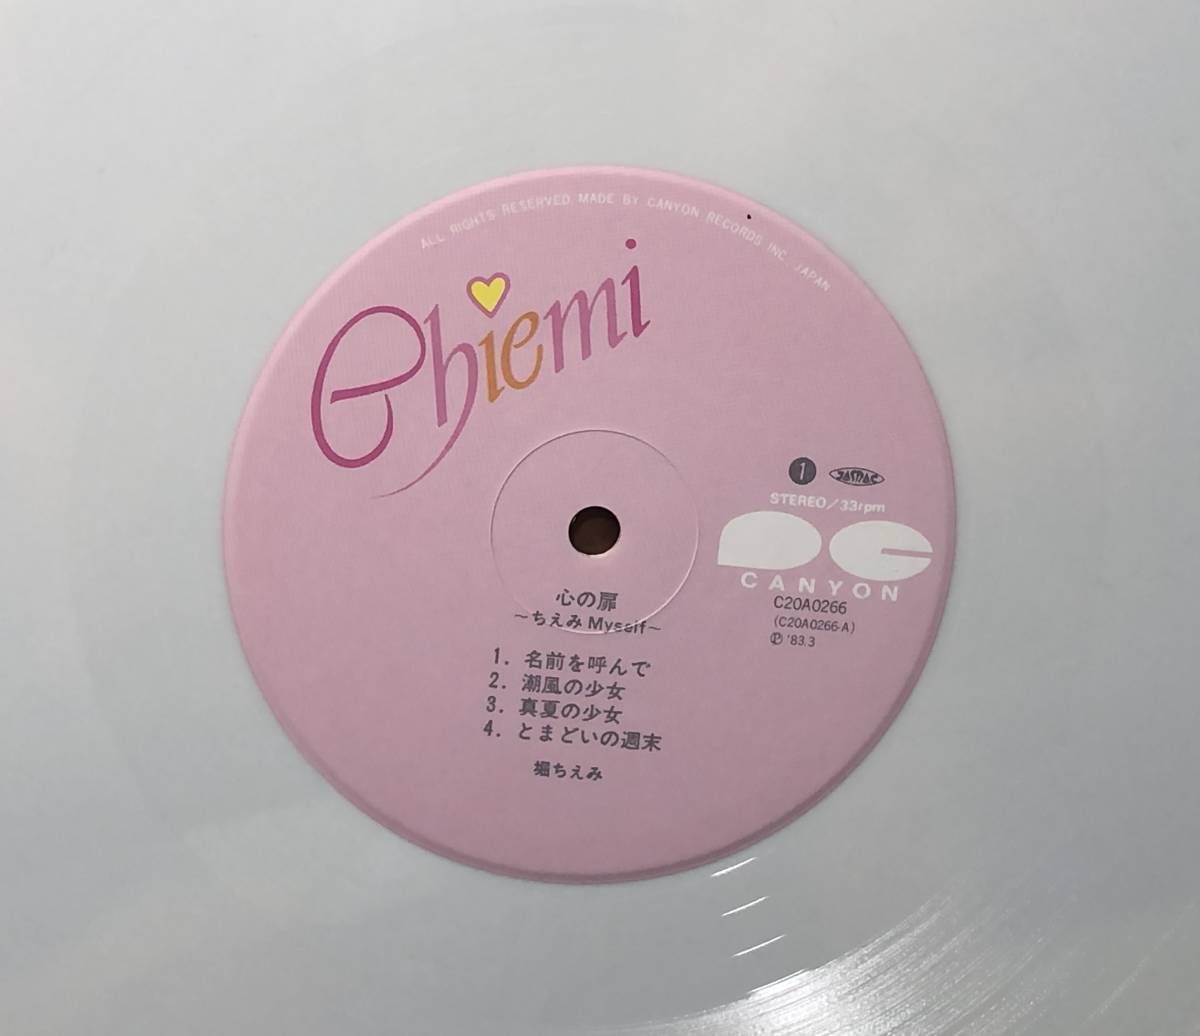 ALL RIGHTS RESERVED MADE BY CANYON RECORDS INC. JAPAN
Chiemi
1 JASRAC
STEREO/33rpm
CANYON
C20A0266
(C20A0266-A)
Ⓟ '83.3
心の扉
～ちえみ Myself～
1. 名前を呼んで
2. 潮風の少女
3. 真夏の少女
4. とまどいの週末
堀ちえみ